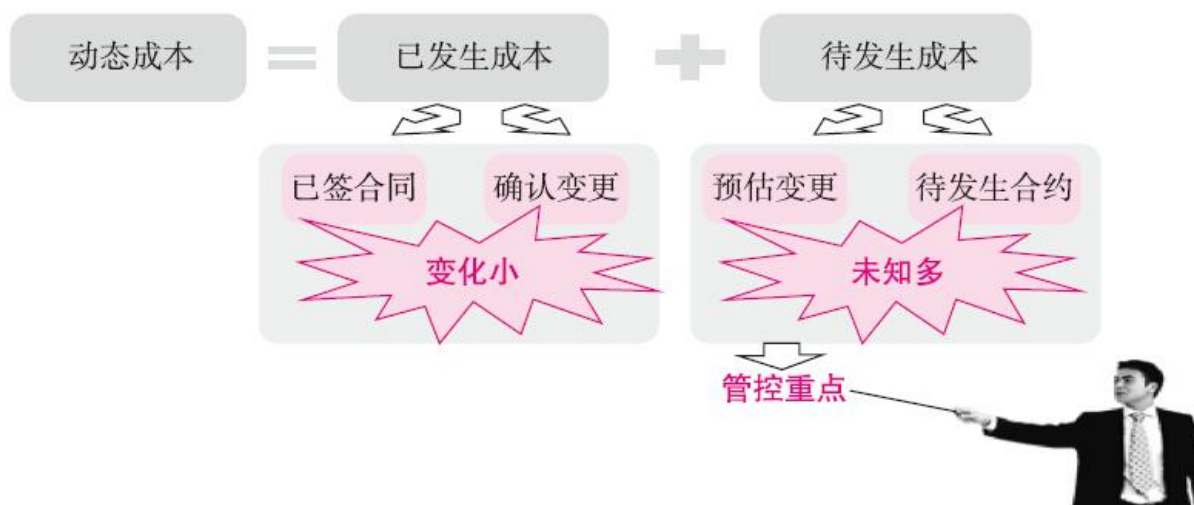 动态成本 = 已发生成本 + 待发生成本
已签合同 确认变更 预估变更 待发生合约
变化小 未知多
管控重点